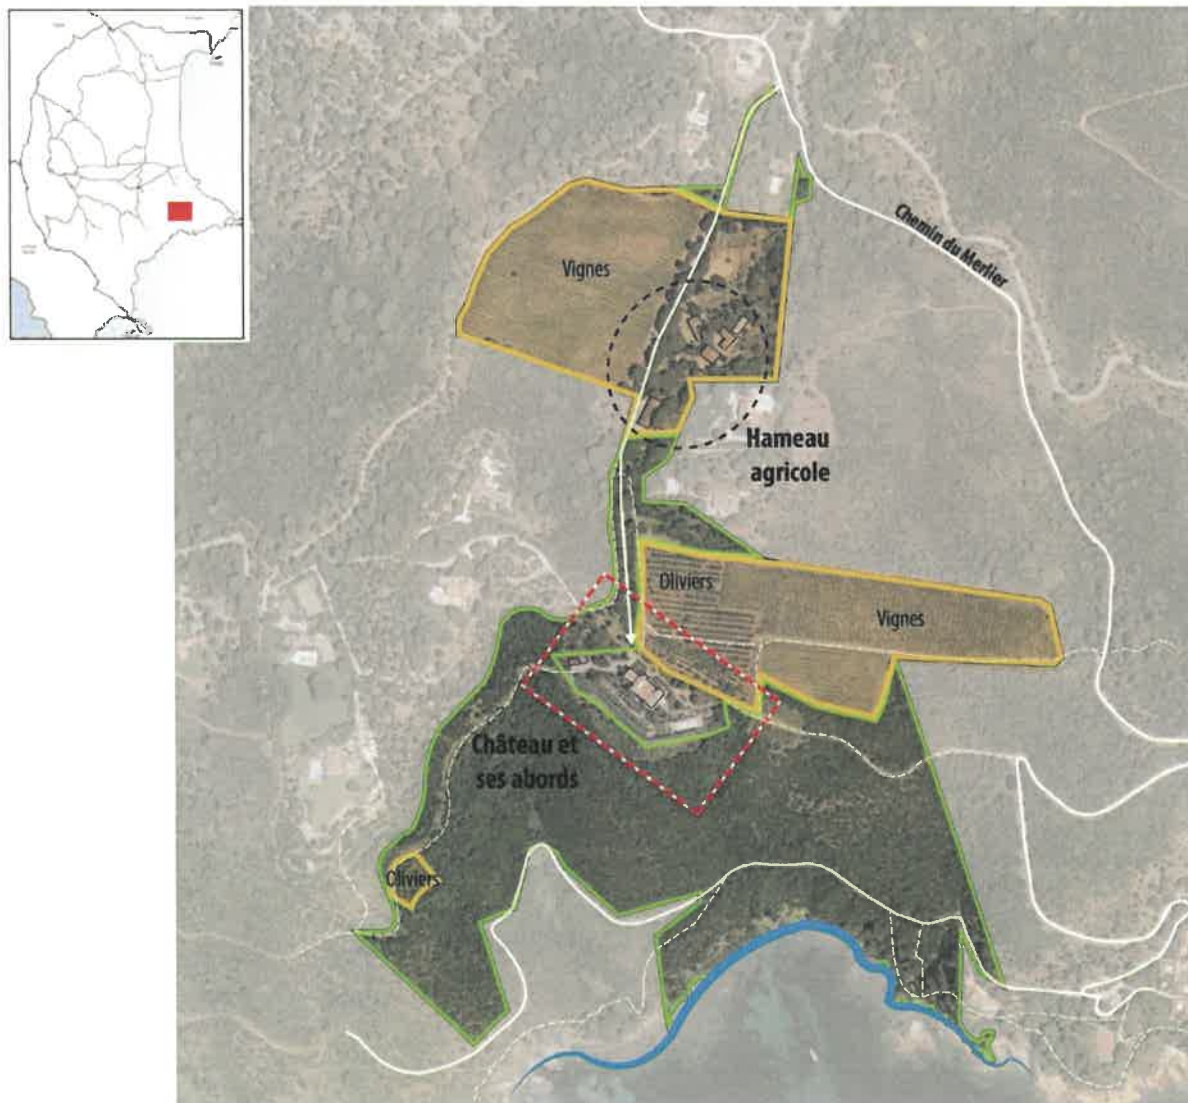 Vignes
Chemin du Merlier
Hameau
agricole
Oliviers
Vignes
Château et
ses abords
Oliviers